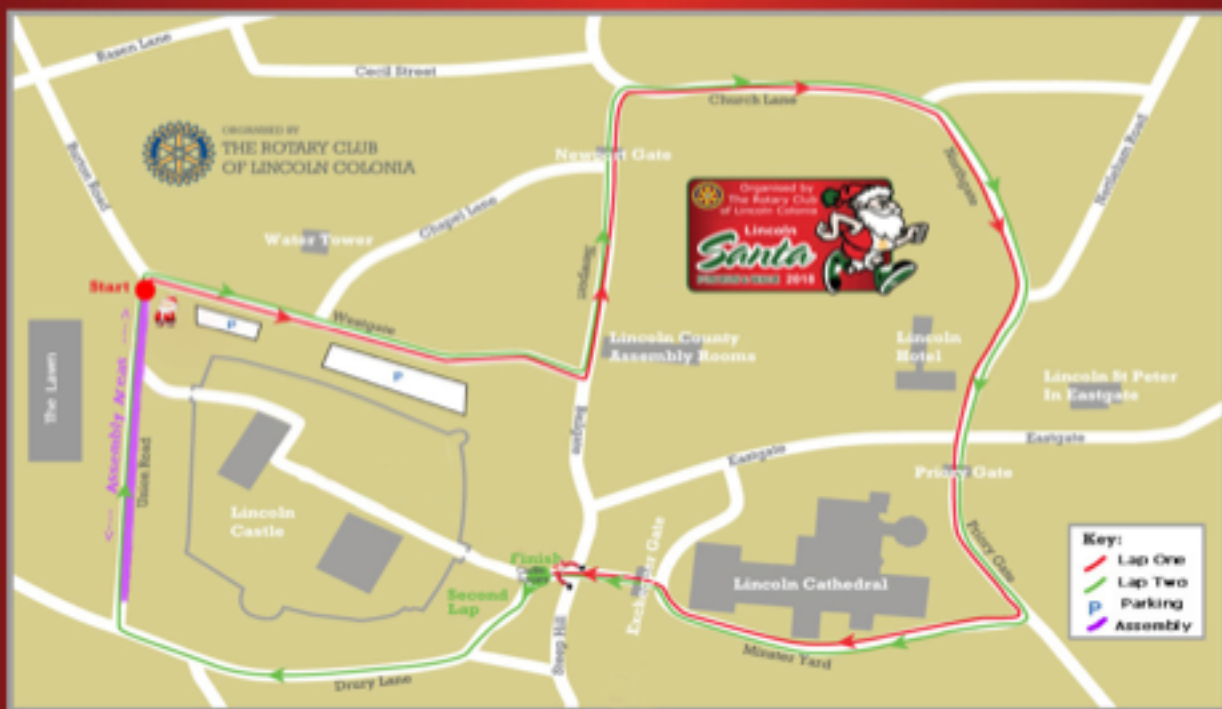 Rasen Lane
Cecil Street
Church Lane
ORGANISED BY
THE ROTARY CLUB
OF LINCOLN COLONIA
Burton Road
Newport Gate
Northgate
Nettleham Road
Organised by
The Rotary Club
of Lincoln Colonia
Lincoln
Santa
2018
Chapel Lane
Water Tower
Start
P
Westgate
Lincoln County
Assembly Rooms
Lincoln
Hotel
The Lawn
<--- Assembly Areas --->
Union Road
P
Bailgate
Lincoln St Peter
In Eastgate
Eastgate
Eastgate
Priory Gate
Lincoln
Castle
Priory Gate
Finish
Second
Lap
Exchequer Gate
Lincoln Cathedral
Steep Hill
Minster Yard
Drury Lane
Key:
Lap One
Lap Two
P Parking
Assembly